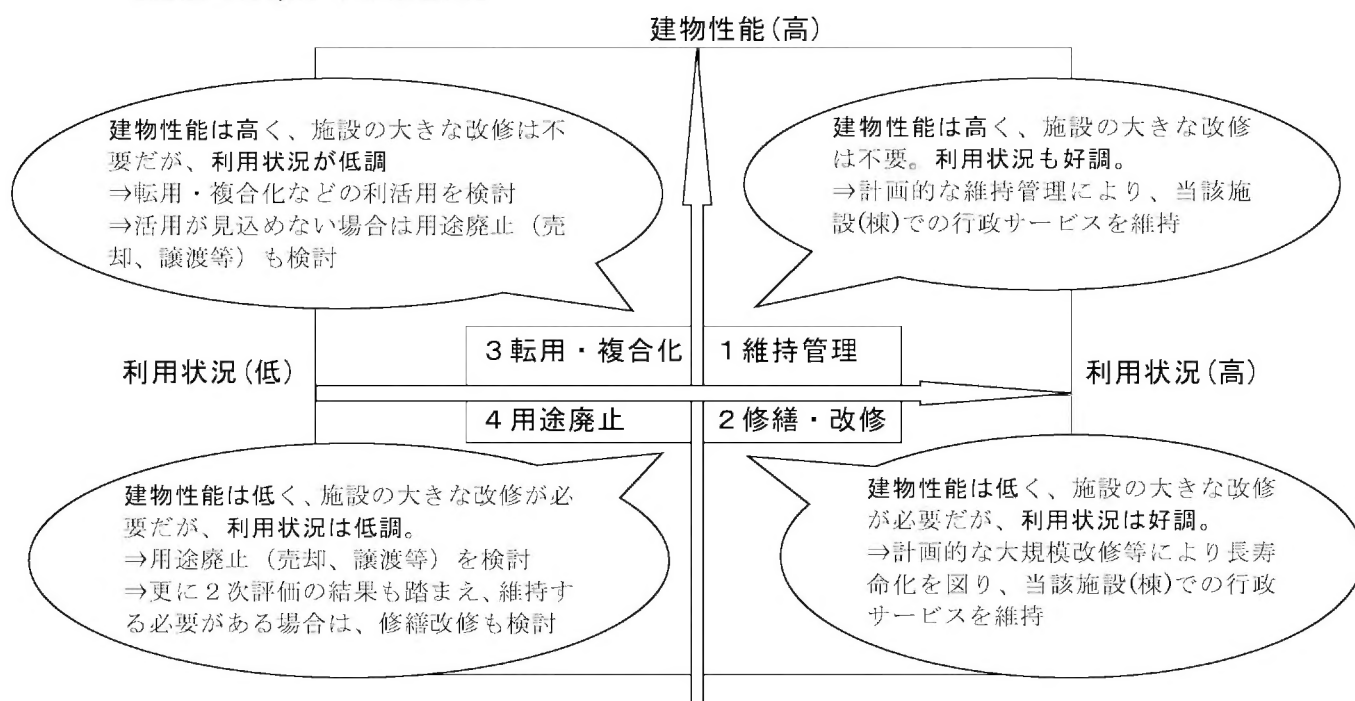 建物性能(高)
建物性能は高く、施設の大きな改修は不
要だが、利用状況が低調
⇒転用・複合化などの利活用を検討
⇒活用が見込めない場合は用途廃止（売
却、譲渡等）も検討
建物性能は高く、施設の大きな改修
は不要。利用状況も好調。
⇒計画的な維持管理により、当該施
設(棟)での行政サービスを維持
利用状況(低)
3転用・複合化
1維持管理
利用状況(高)
4用途廃止
2修繕・改修
建物性能は低く、施設の大きな改修が必
要だが、利用状況は低調。
⇒用途廃止（売却、譲渡等）を検討
⇒更に２次評価の結果も踏まえ、維持す
る必要がある場合は、修繕改修も検討
建物性能は低く、施設の大きな改修
が必要だが、利用状況は好調。
⇒計画的な大規模改修等により長寿
命化を図り、当該施設(棟)での行政
サービスを維持